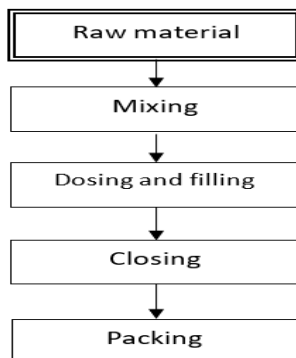 Raw material
Mixing
Dosing and filling
Closing
Packing